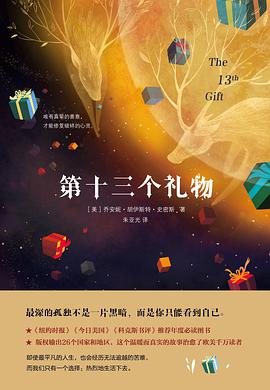 The
13th
Gift
唯有真挚的善意，
才能修复破碎的心灵。
第十三个礼物
［美］乔安妮·胡伊斯特·史密斯 著
朱亚光 译
最深的孤独不是一片黑暗，而是你只能看到自己。
★《纽约时报》《今日美国》《科克斯书评》推荐年度必读图书
★ 版权输出26个国家和地区，这个温暖而真实的故事治愈了欧美千万读者
即使最平凡的人生，也会经历无法逾越的苦难。
而我们只有一个选择：热烈地生活下去。